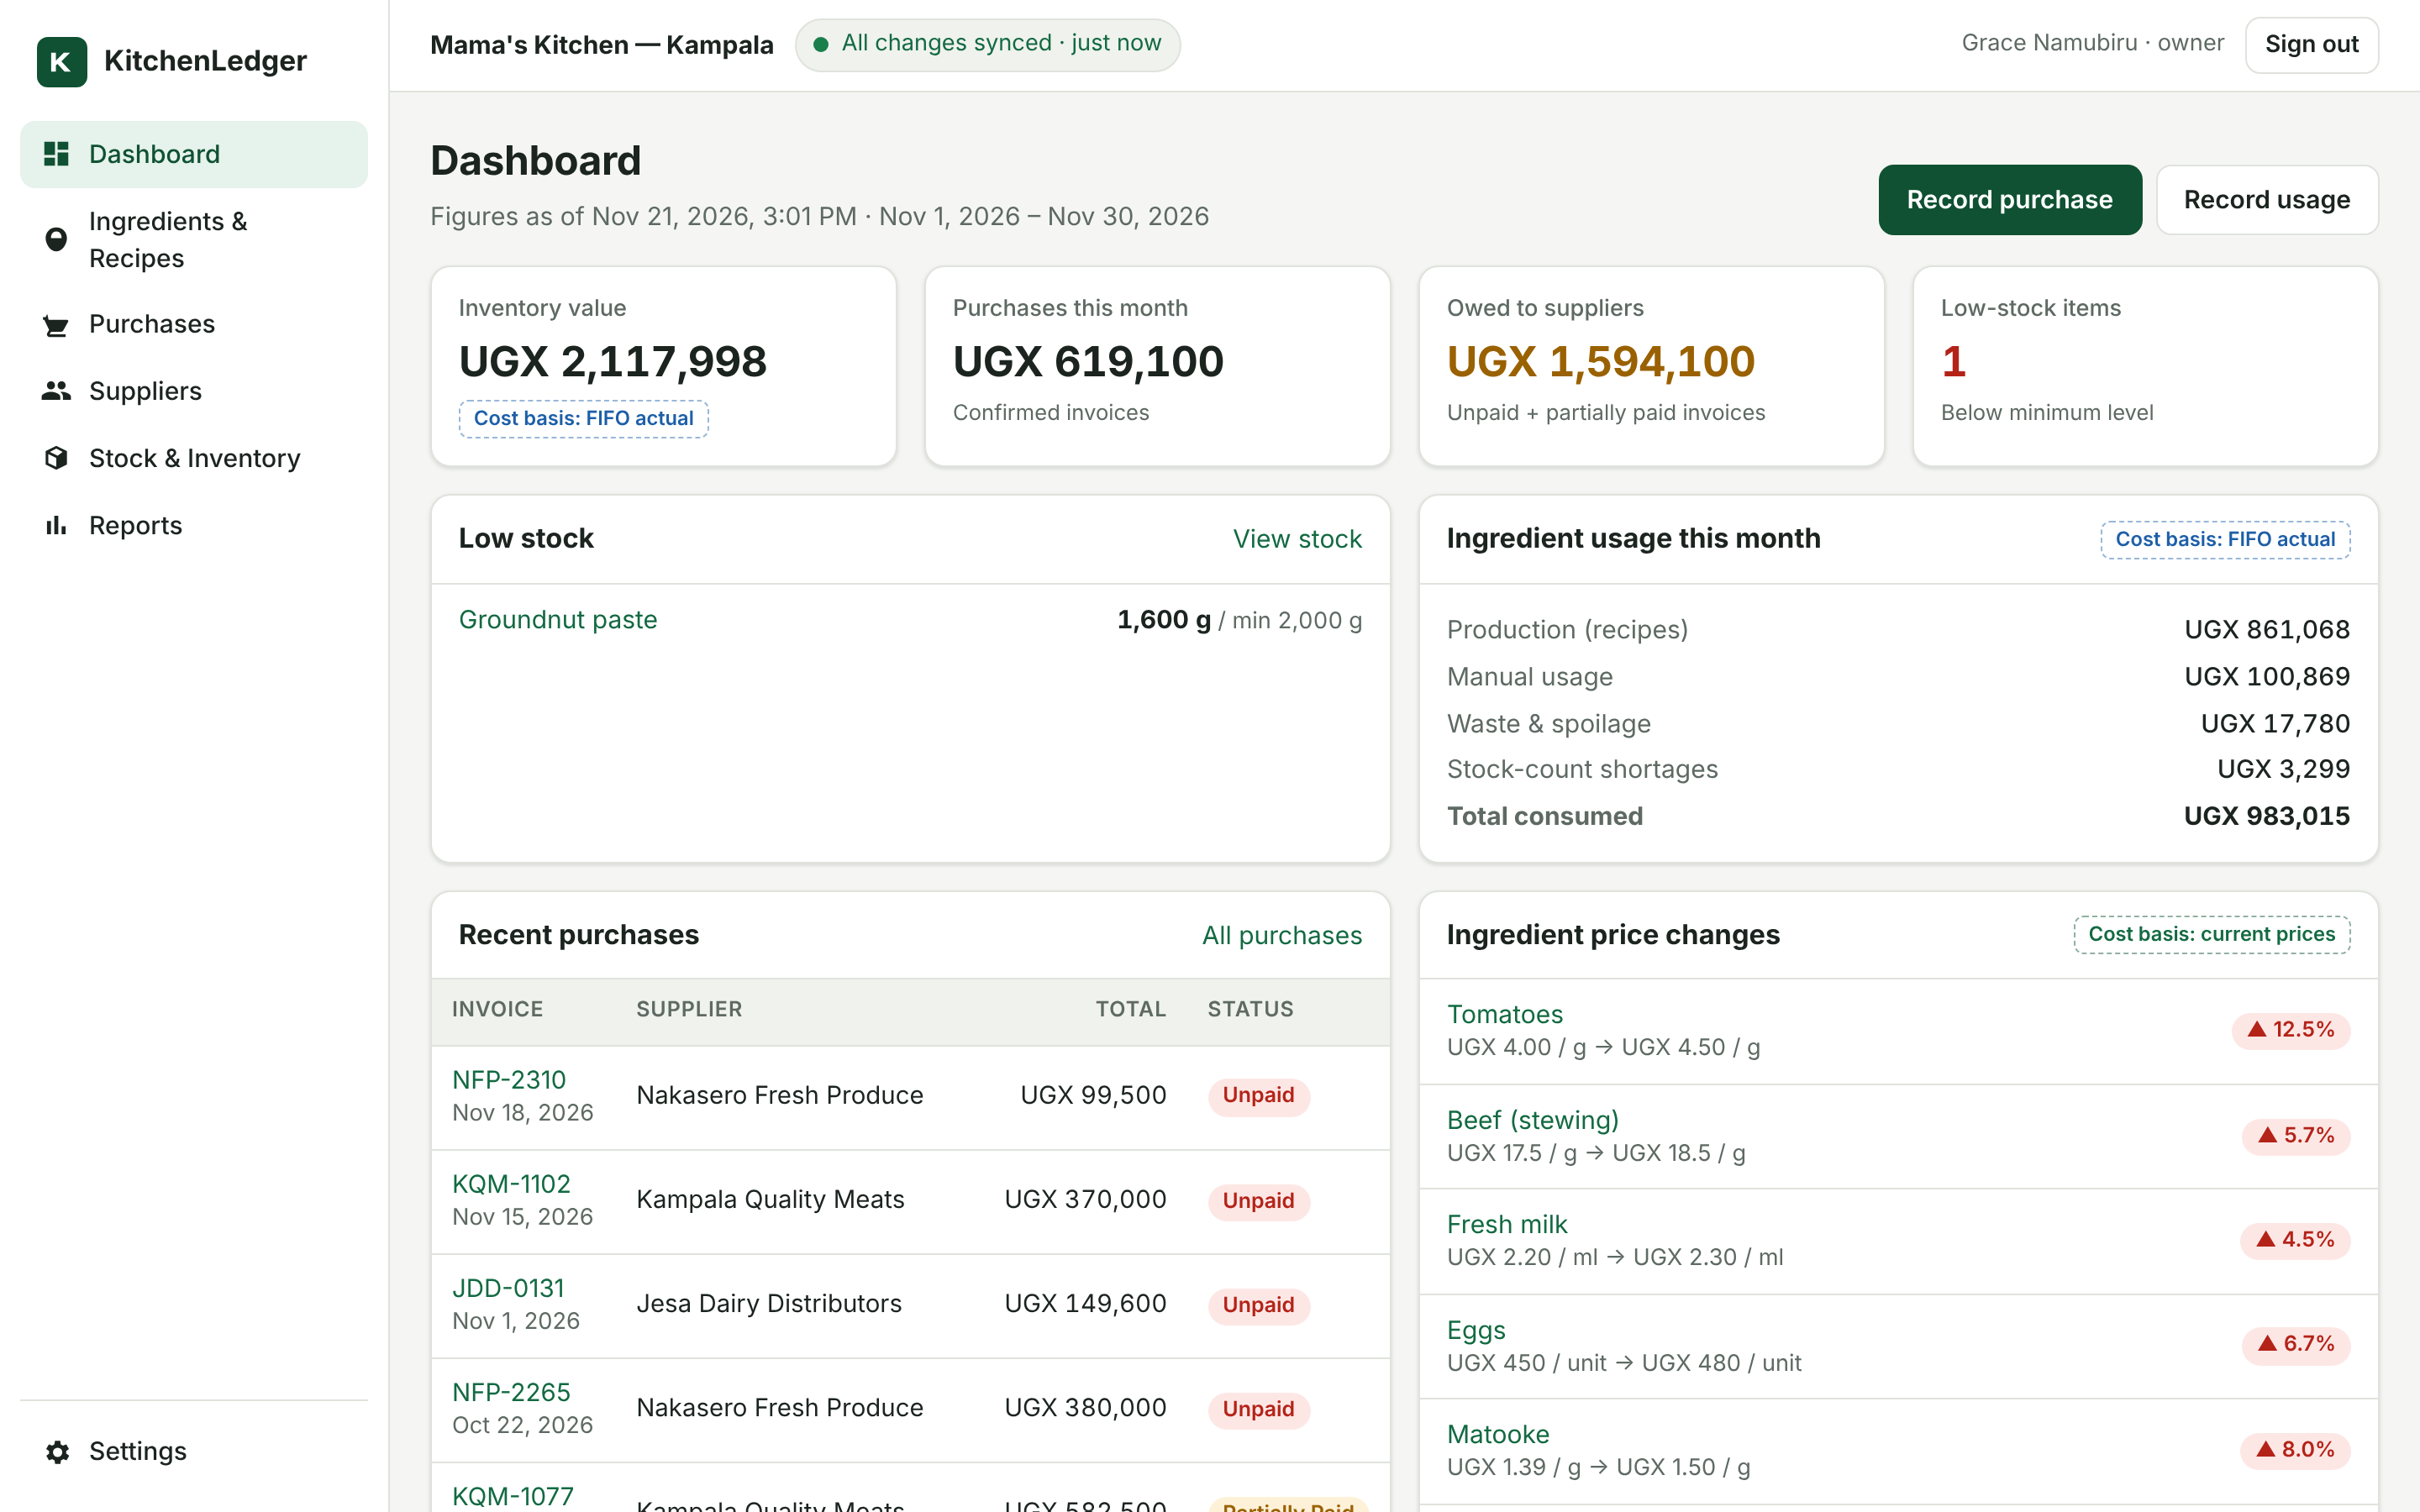 K KitchenLedger
Dashboard
Ingredients &
Recipes
Purchases
Suppliers
Stock & Inventory
Reports
Settings
Mama's Kitchen — Kampala
All changes synced · just now
Grace Namubiru · owner
Sign out
Dashboard
Figures as of Nov 21, 2026, 3:01 PM · Nov 1, 2026 – Nov 30, 2026
Record purchase
Record usage
Inventory value
UGX 2,117,998
Cost basis: FIFO actual
Purchases this month
UGX 619,100
Confirmed invoices
Owed to suppliers
UGX 1,594,100
Unpaid + partially paid invoices
Low-stock items
1
Below minimum level
Low stock
View stock
Groundnut paste 1,600 g / min 2,000 g
Ingredient usage this month
Cost basis: FIFO actual
Production (recipes) UGX 861,068
Manual usage UGX 100,869
Waste & spoilage UGX 17,780
Stock-count shortages UGX 3,299
Total consumed UGX 983,015
Recent purchases
All purchases
INVOICE SUPPLIER TOTAL STATUS
NFP-2310 Nakasero Fresh Produce UGX 99,500 Unpaid
Nov 18, 2026
KQM-1102 Kampala Quality Meats UGX 370,000 Unpaid
Nov 15, 2026
JDD-0131 Jesa Dairy Distributors UGX 149,600 Unpaid
Nov 1, 2026
NFP-2265 Nakasero Fresh Produce UGX 380,000 Unpaid
Oct 22, 2026
KQM-1077 Kampala Quality Meats UGX 582,500 Partially Paid
Ingredient price changes
Cost basis: current prices
Tomatoes
UGX 4.00 / g → UGX 4.50 / g
▲ 12.5%
Beef (stewing)
UGX 17.5 / g → UGX 18.5 / g
▲ 5.7%
Fresh milk
UGX 2.20 / ml → UGX 2.30 / ml
▲ 4.5%
Eggs
UGX 450 / unit → UGX 480 / unit
▲ 6.7%
Matooke
UGX 1.39 / g → UGX 1.50 / g
▲ 8.0%